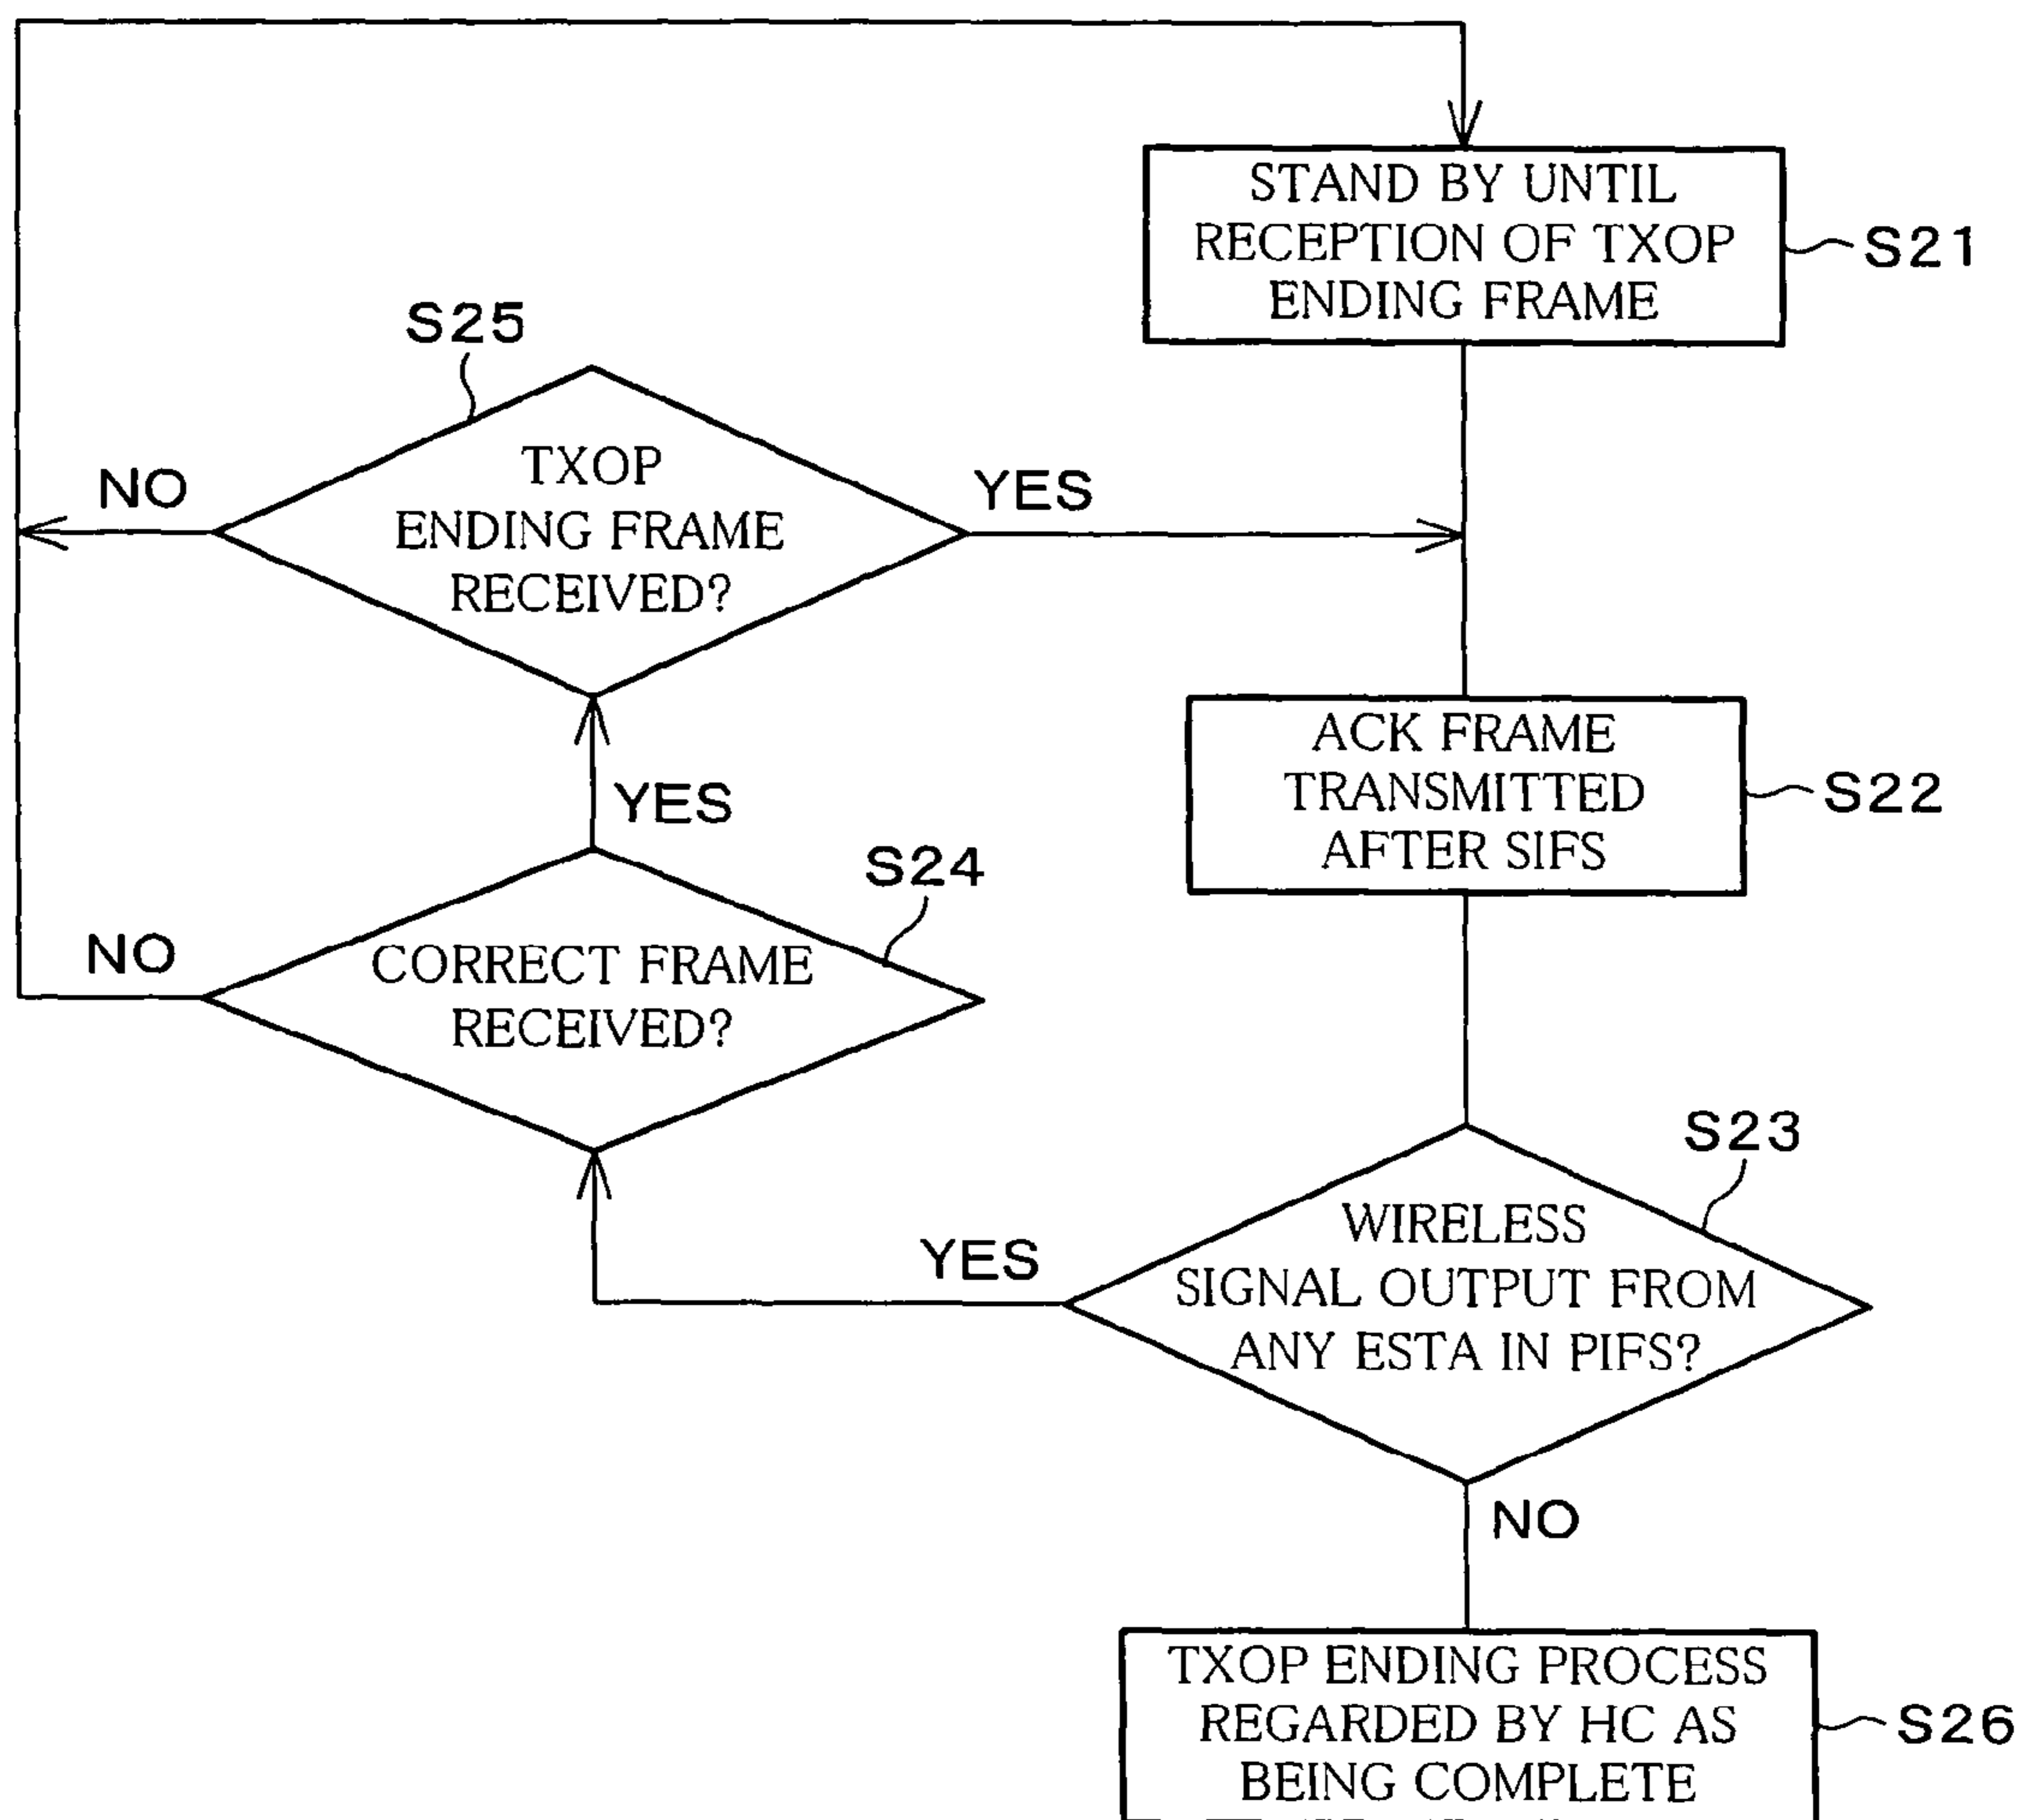 STAND BY UNTIL
RECEPTION OF TXOP
ENDING FRAME
S21
S25
TXOP
ENDING FRAME
RECEIVED?
NO
YES
ACK FRAME
TRANSMITTED
AFTER SIFS
S22
YES
S24
CORRECT FRAME
RECEIVED?
NO
S23
WIRELESS
SIGNAL OUTPUT FROM
ANY ESTA IN PIFS?
YES
NO
TXOP ENDING PROCESS
REGARDED BY HC AS
BEING COMPLETE
S26